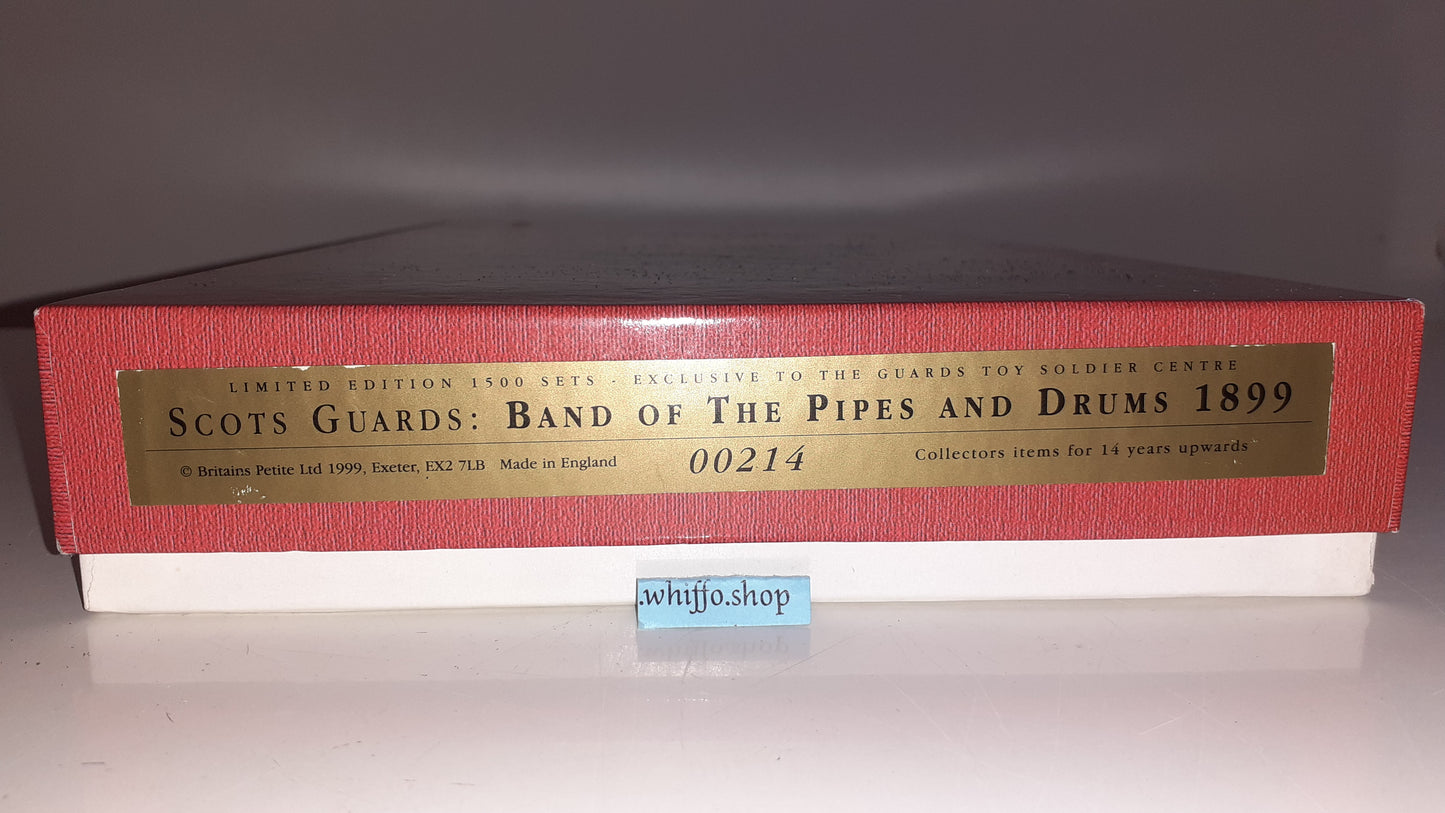 LIMITED EDITION 1500 SETS - EXCLUSIVE TO THE GUARDS TOY SOLDIER CENTRE
SCOTS GUARDS: BAND OF THE PIPES AND DRUMS 1899
© Britains Petite Ltd 1999, Exeter, EX2 7LB Made in England 00214 Collectors items for 14 years upwards
.whiffo.shop